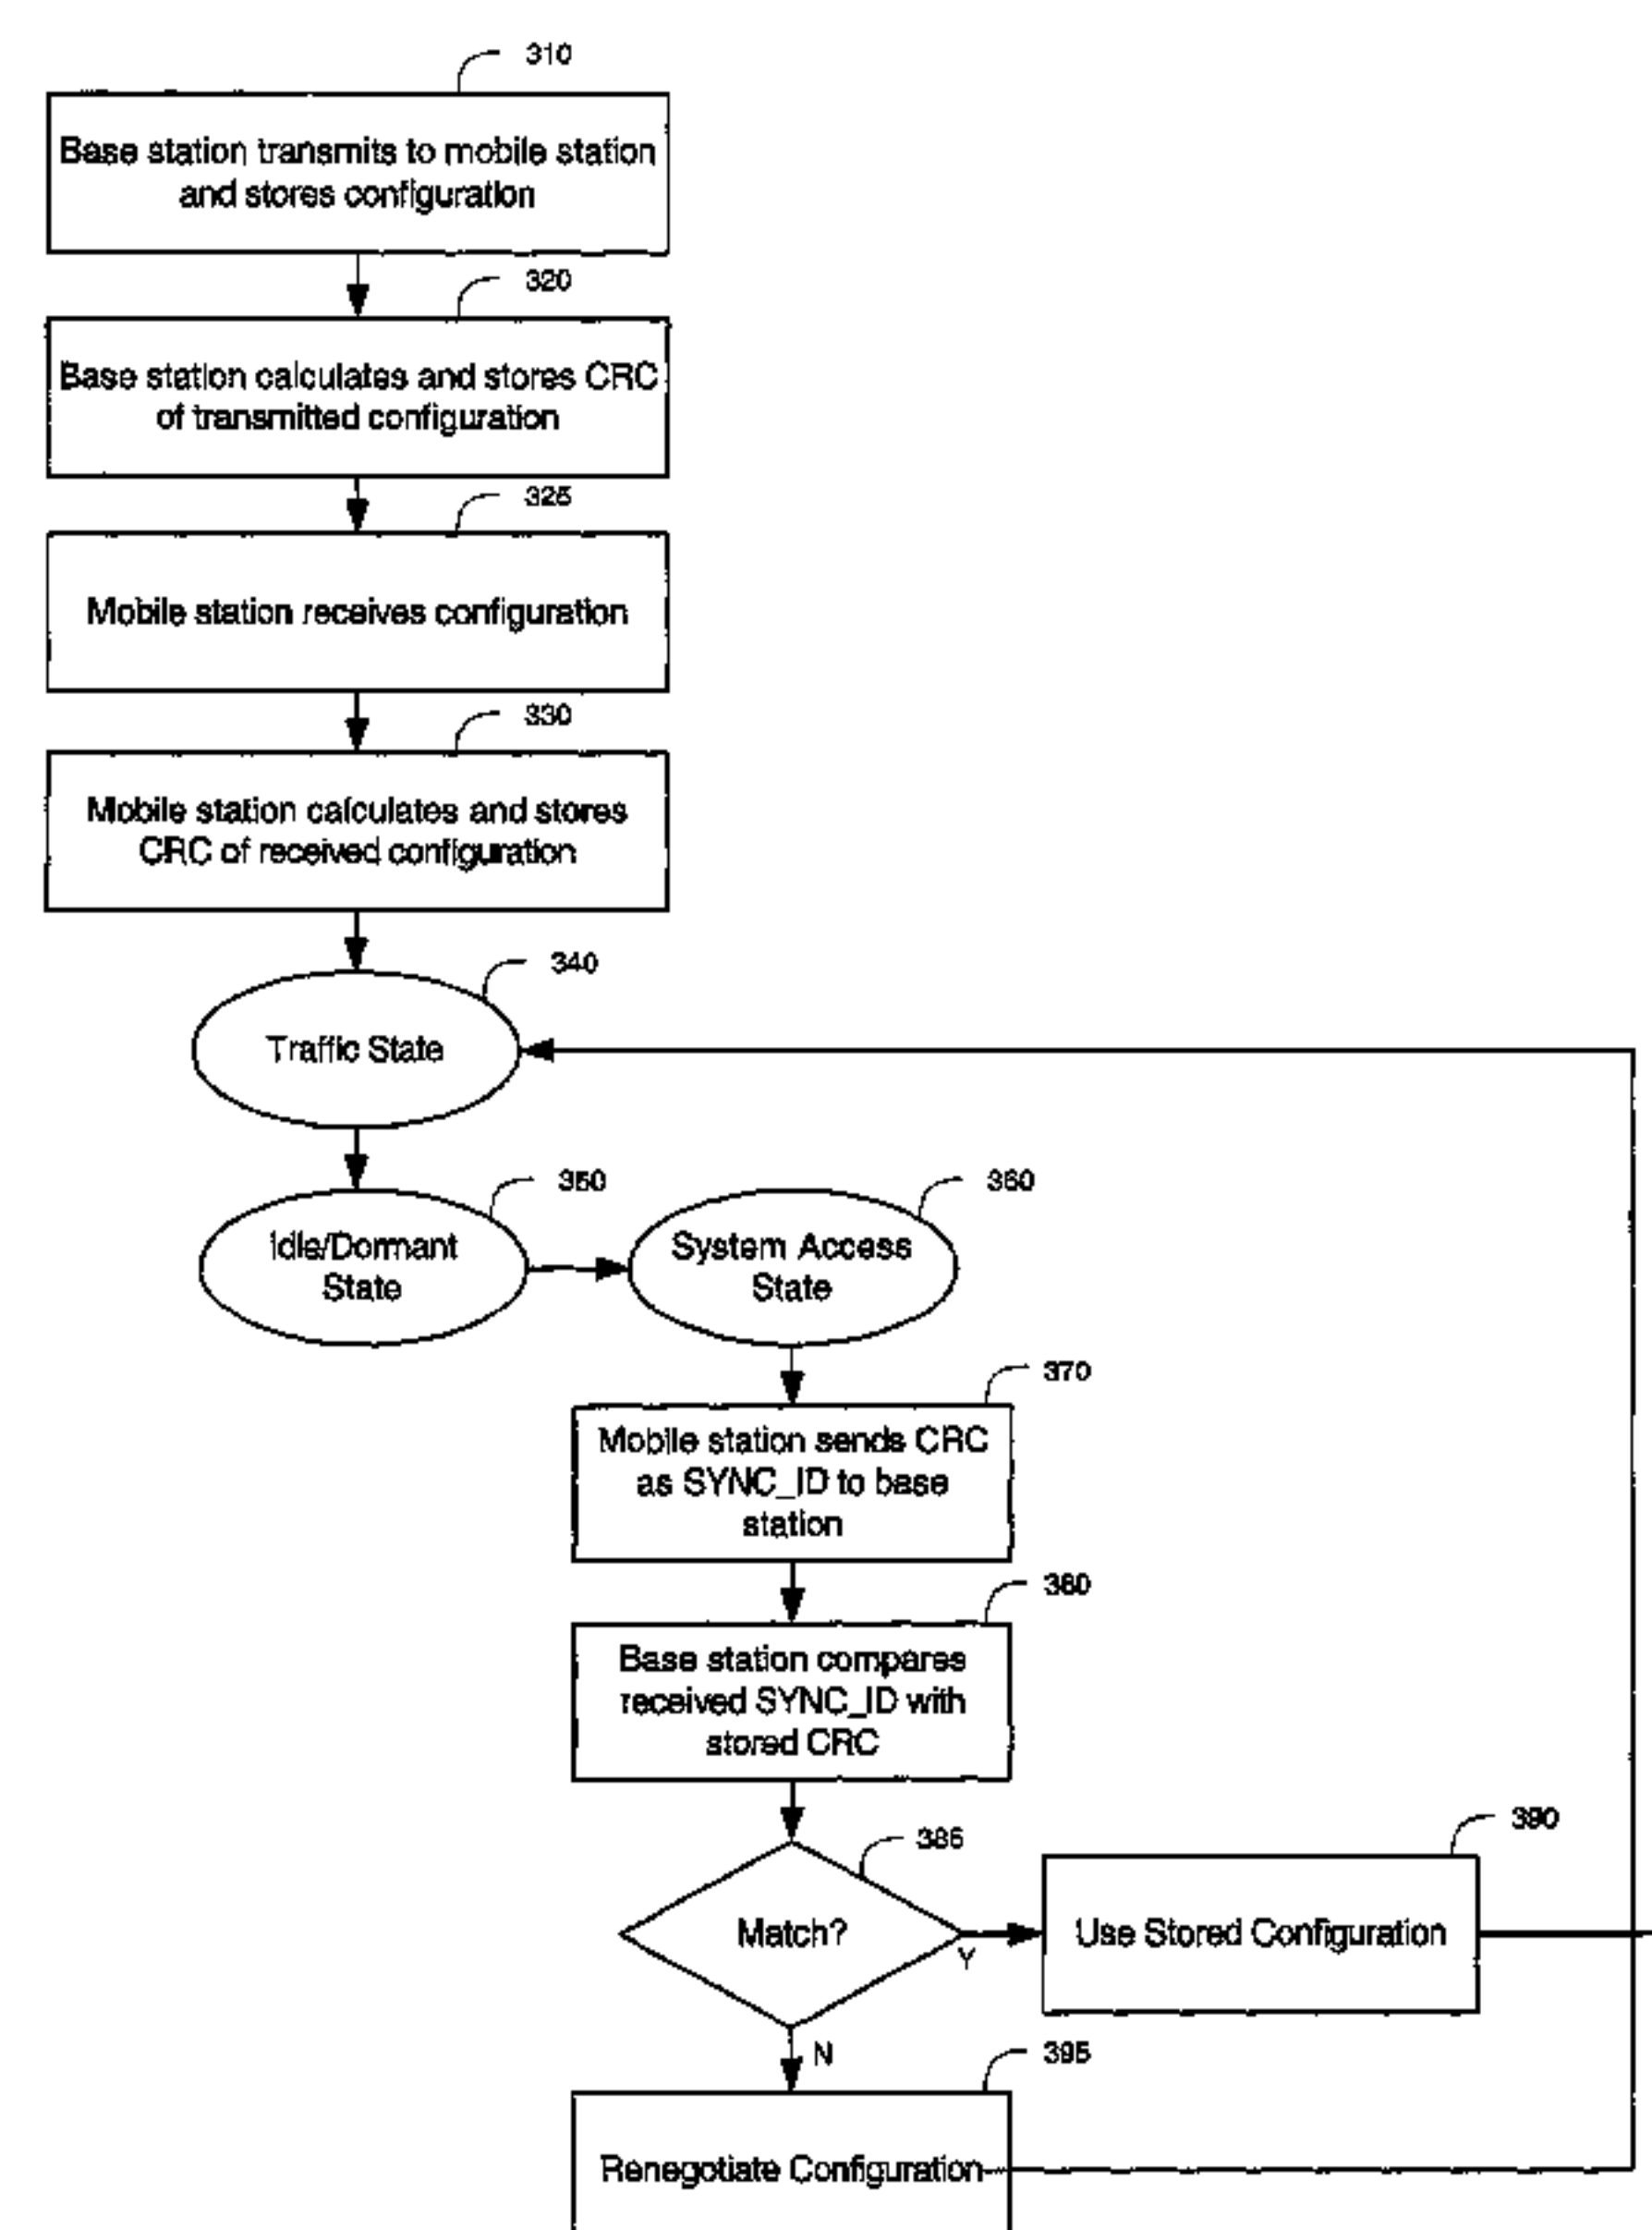 310
Base station transmits to mobile station
and stores configuration
320
Base station calculates and stores CRC
of transmitted configuration
325
Mobile station receives configuration
330
Mobile station calculates and stores
CRC of received configuration
340
Traffic State
350
Idle/Dormant
State
360
System Access
State
370
Mobile station sends CRC
as SYNC_ID to base
station
380
Base station compares
received SYNC_ID with
stored CRC
385
Match?
Y
390
Use Stored Configuration
N
395
Renegotiate Configuration